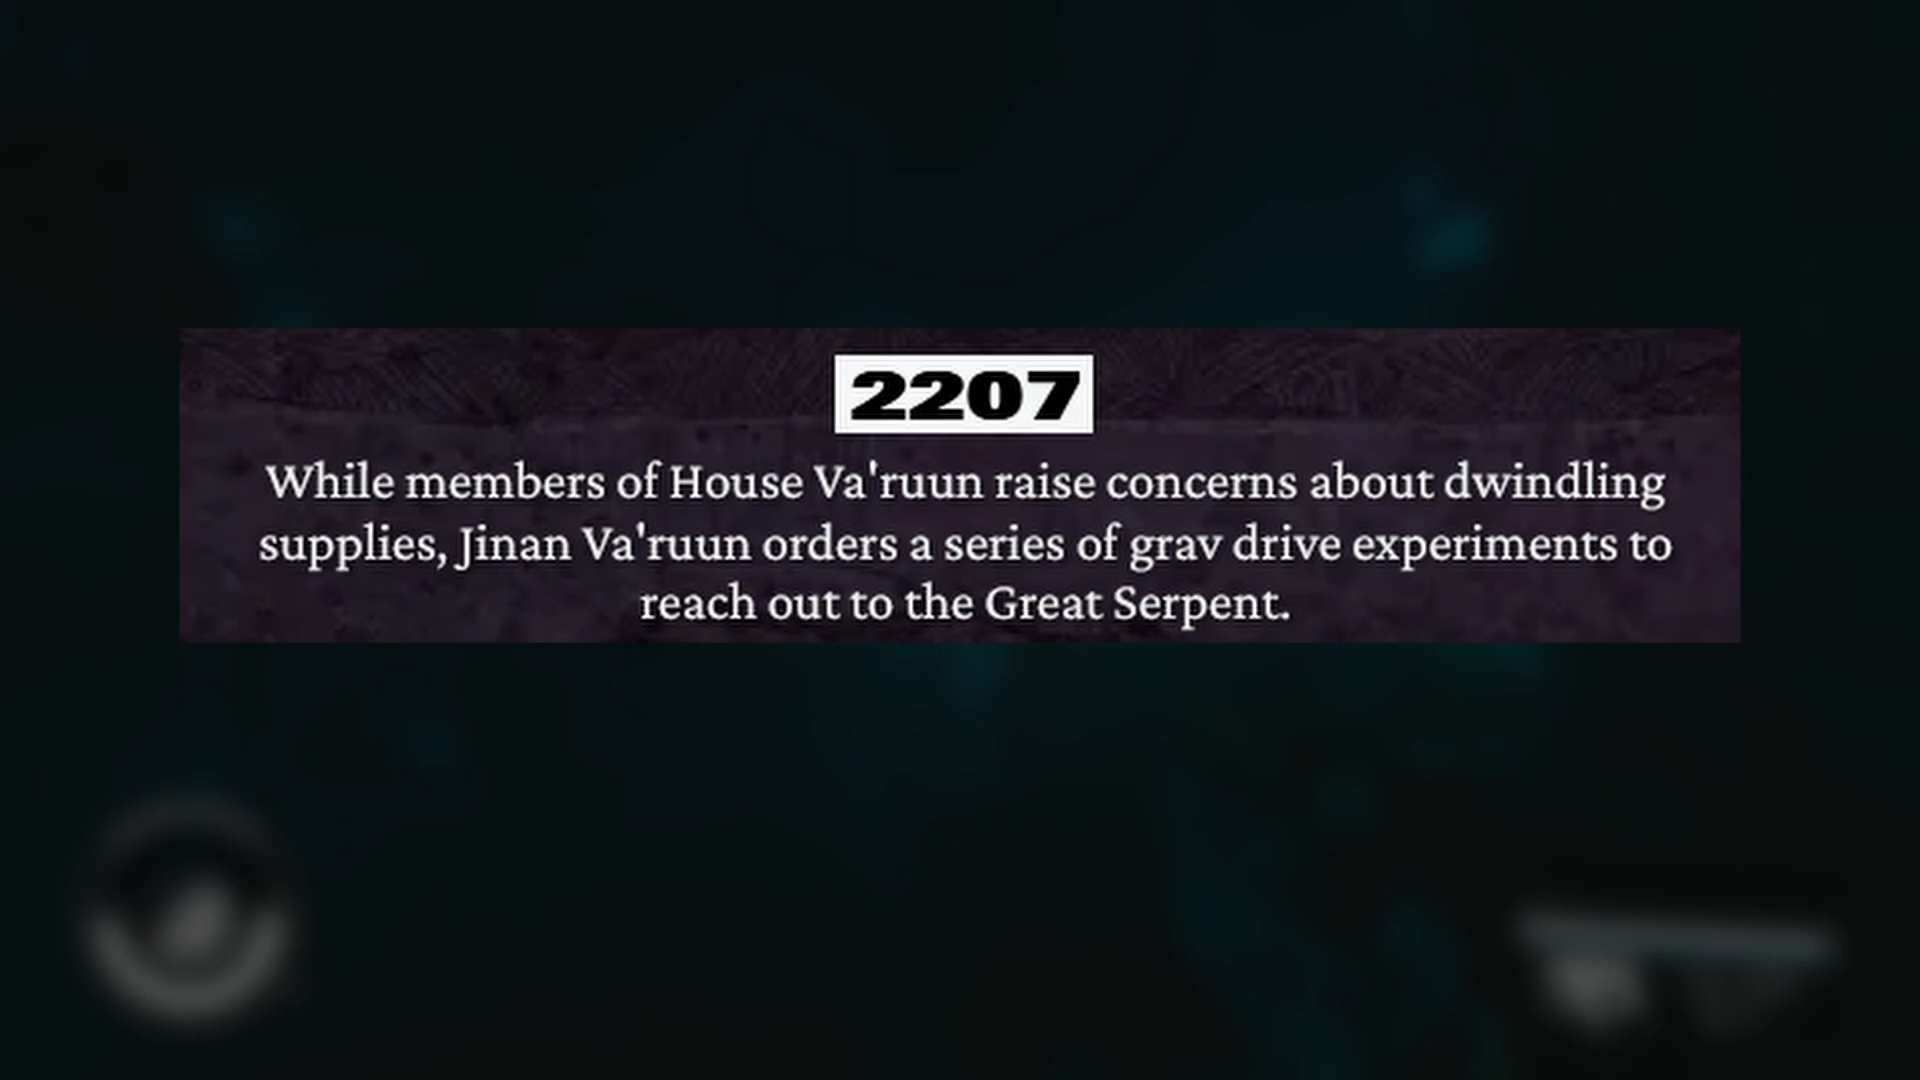 2207
While members of House Va'ruun raise concerns about dwindling
supplies, Jinan Va'ruun orders a series of grav drive experiments to
reach out to the Great Serpent.